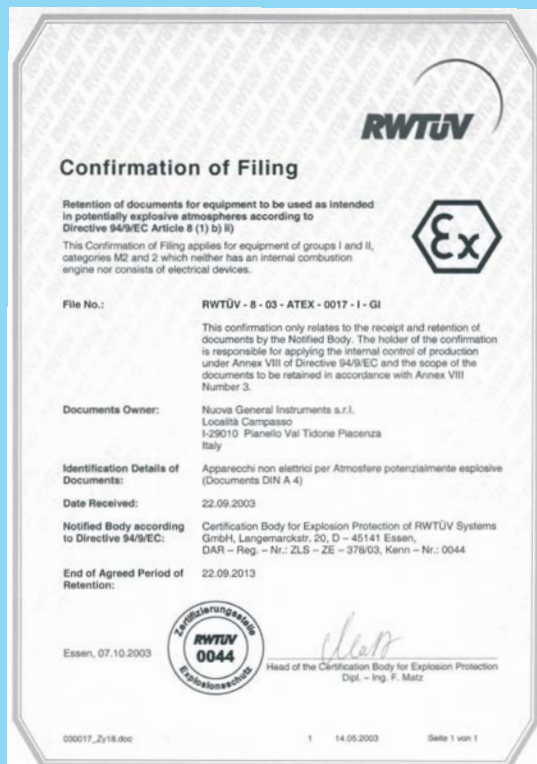 RWTÜV
Confirmation of Filing
Retention of documents for equipment to be used as intended
in potentially explosive atmospheres according to
Directive 94/9/EC Article 8 (1) b) ii)
εx
This Confirmation of Filing applies for equipment of groups I and II,
categories M2 and 2 which neither has an internal combustion
engine nor consists of electrical devices.
File No.: RWTÜV - 8 - 03 - ATEX - 0017 - I - GI
This confirmation only relates to the receipt and retention of
documents by the Notified Body. The holder of the confirmation
is responsible for applying the internal control of production
under Annex VIII of Directive 94/9/EC and the scope of the
documents to be retained in accordance with Annex VIII
Number 3.
Documents Owner: Nuova General Instruments s.r.l.
Località Campasso
I-29010 Pianello Val Tidone Piacenza
Italy
Identification Details of Apparecchi non elettrici per Atmosfere potenzialmente esplosive
Documents: (Documents DIN A 4)
Date Received: 22.09.2003
Notified Body according Certification Body for Explosion Protection of RWTÜV Systems
to Directive 94/9/EC: GmbH, Langemarckstr. 20, D – 45141 Essen,
DAR – Reg. – Nr.: ZLS – ZE – 378/03, Kenn – Nr.: 0044
End of Agreed Period of 22.09.2013
Retention:
Zertifizierungsstelle
RWTÜV
0044
Explosionsschutz
Essen, 07.10.2003
Head of the Certification Body for Explosion Protection
Dipl. – Ing. F. Matz
030017_Zy18.doc 1 14.05.2003 Seite 1 von 1